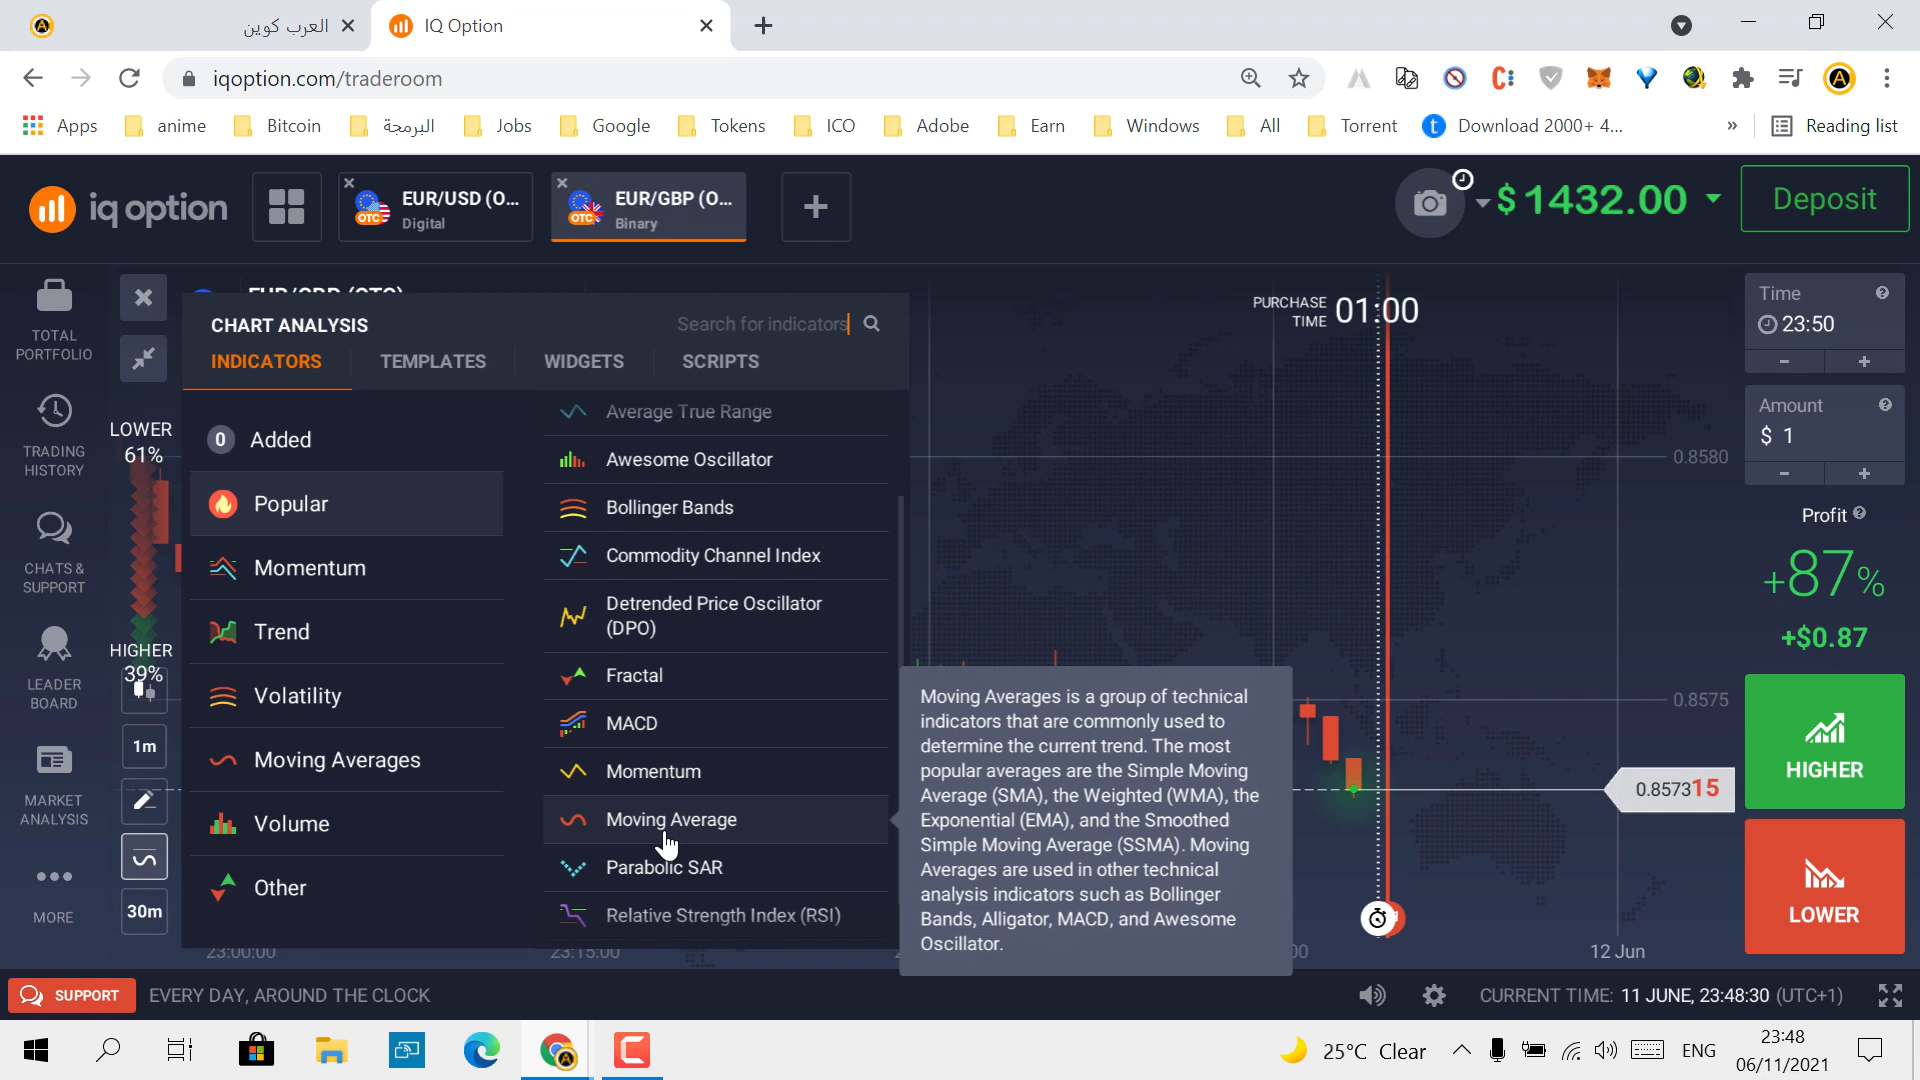 العرب كوين
IQ Option
iqoption.com/traderoom
Apps
anime
Bitcoin
البرمجة
Jobs
Google
Tokens
ICO
Adobe
Earn
Windows
All
Torrent
Download 2000+ 4...
»
Reading list
iq option
EUR/USD (O...
OTC
Digital
EUR/GBP (O...
OTC
Binary
$ 1432.00
Deposit
TOTAL
PORTFOLIO
TRADING
HISTORY
CHATS &
SUPPORT
LEADER
BOARD
MARKET
ANALYSIS
MORE
LOWER
61%
HIGHER
39%
1m
30m
EUR/GBP (OTC)
CHART ANALYSIS
Search for indicators
INDICATORS
TEMPLATES
WIDGETS
SCRIPTS
0 Added
Popular
Momentum
Trend
Volatility
Moving Averages
Volume
Other
Average True Range
Awesome Oscillator
Bollinger Bands
Commodity Channel Index
Detrended Price Oscillator
(DPO)
Fractal
MACD
Momentum
Moving Average
Parabolic SAR
Relative Strength Index (RSI)
Moving Averages is a group of technical
indicators that are commonly used to
determine the current trend. The most
popular averages are the Simple Moving
Average (SMA), the Weighted (WMA), the
Exponential (EMA), and the Smoothed
Simple Moving Average (SSMA). Moving
Averages are used in other technical
analysis indicators such as Bollinger
Bands, Alligator, MACD, and Awesome
Oscillator.
PURCHASE
TIME
01:00
0.8580
0.8575
0.857315
23:00:00
23:15:00
12 Jun
Time
23:50
- +
Amount
$ 1
- +
Profit
+87%
+$0.87
HIGHER
LOWER
SUPPORT
EVERY DAY, AROUND THE CLOCK
CURRENT TIME: 11 JUNE, 23:48:30 (UTC+1)
25°C Clear
ENG
23:48
06/11/2021